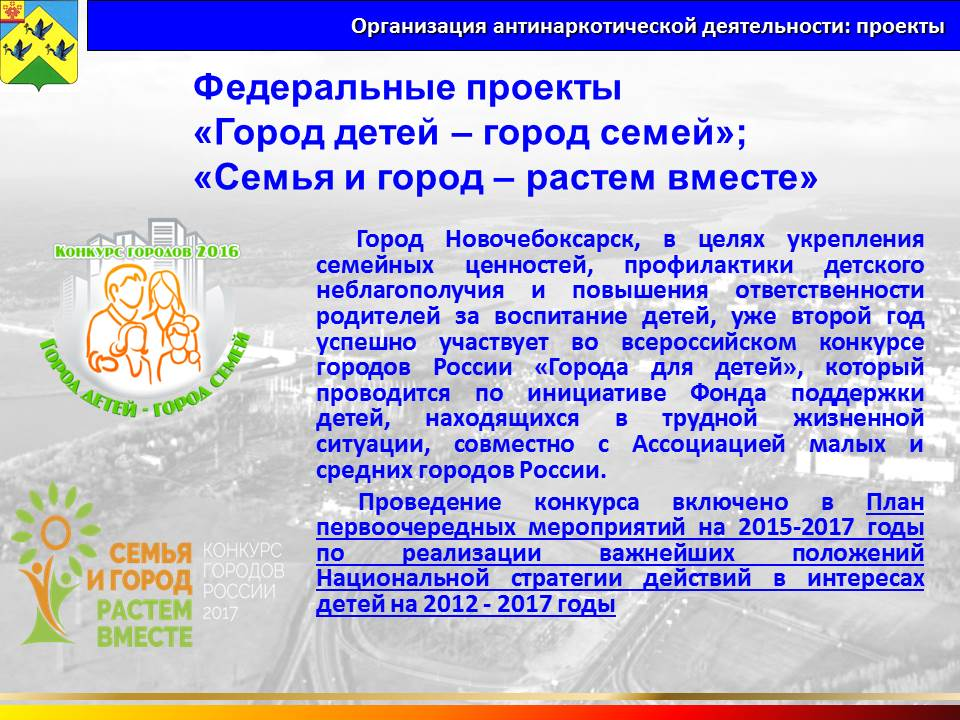 Организация антинаркотической деятельности: проекты
Федеральные проекты
«Город детей – город семей»;
«Семья и город – растем вместе»
Конкурс городов 2016
ГОРОД ДЕТЕЙ - ГОРОД СЕМЕЙ
Город Новочебоксарск, в целях укрепления
семейных ценностей, профилактики детского
неблагополучия и повышения ответственности
родителей за воспитание детей, уже второй год
успешно участвует во всероссийском конкурсе
городов России «Города для детей», который
проводится по инициативе Фонда поддержки
детей, находящихся в трудной жизненной
ситуации, совместно с Ассоциацией малых и
средних городов России.
Проведение конкурса включено в План
первоочередных мероприятий на 2015-2017 годы
по реализации важнейших положений
Национальной стратегии действий в интересах
детей на 2012 - 2017 годы
СЕМЬЯ
И ГОРОД
РАСТЕМ
ВМЕСТЕ
КОНКУРС
ГОРОДОВ
РОССИИ
2017